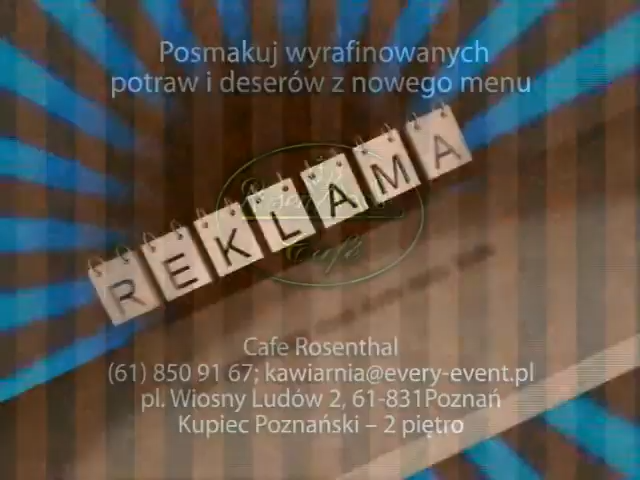 Posmakuj wyrafinowanych
potraw i deserów z nowego menu
REKLAMA
Café
Cafe Rosenthal
(61) 850 91 67; kawiarnia@every-event.pl
pl. Wiosny Ludów 2, 61-831Poznań
Kupiec Poznański – 2 piętro